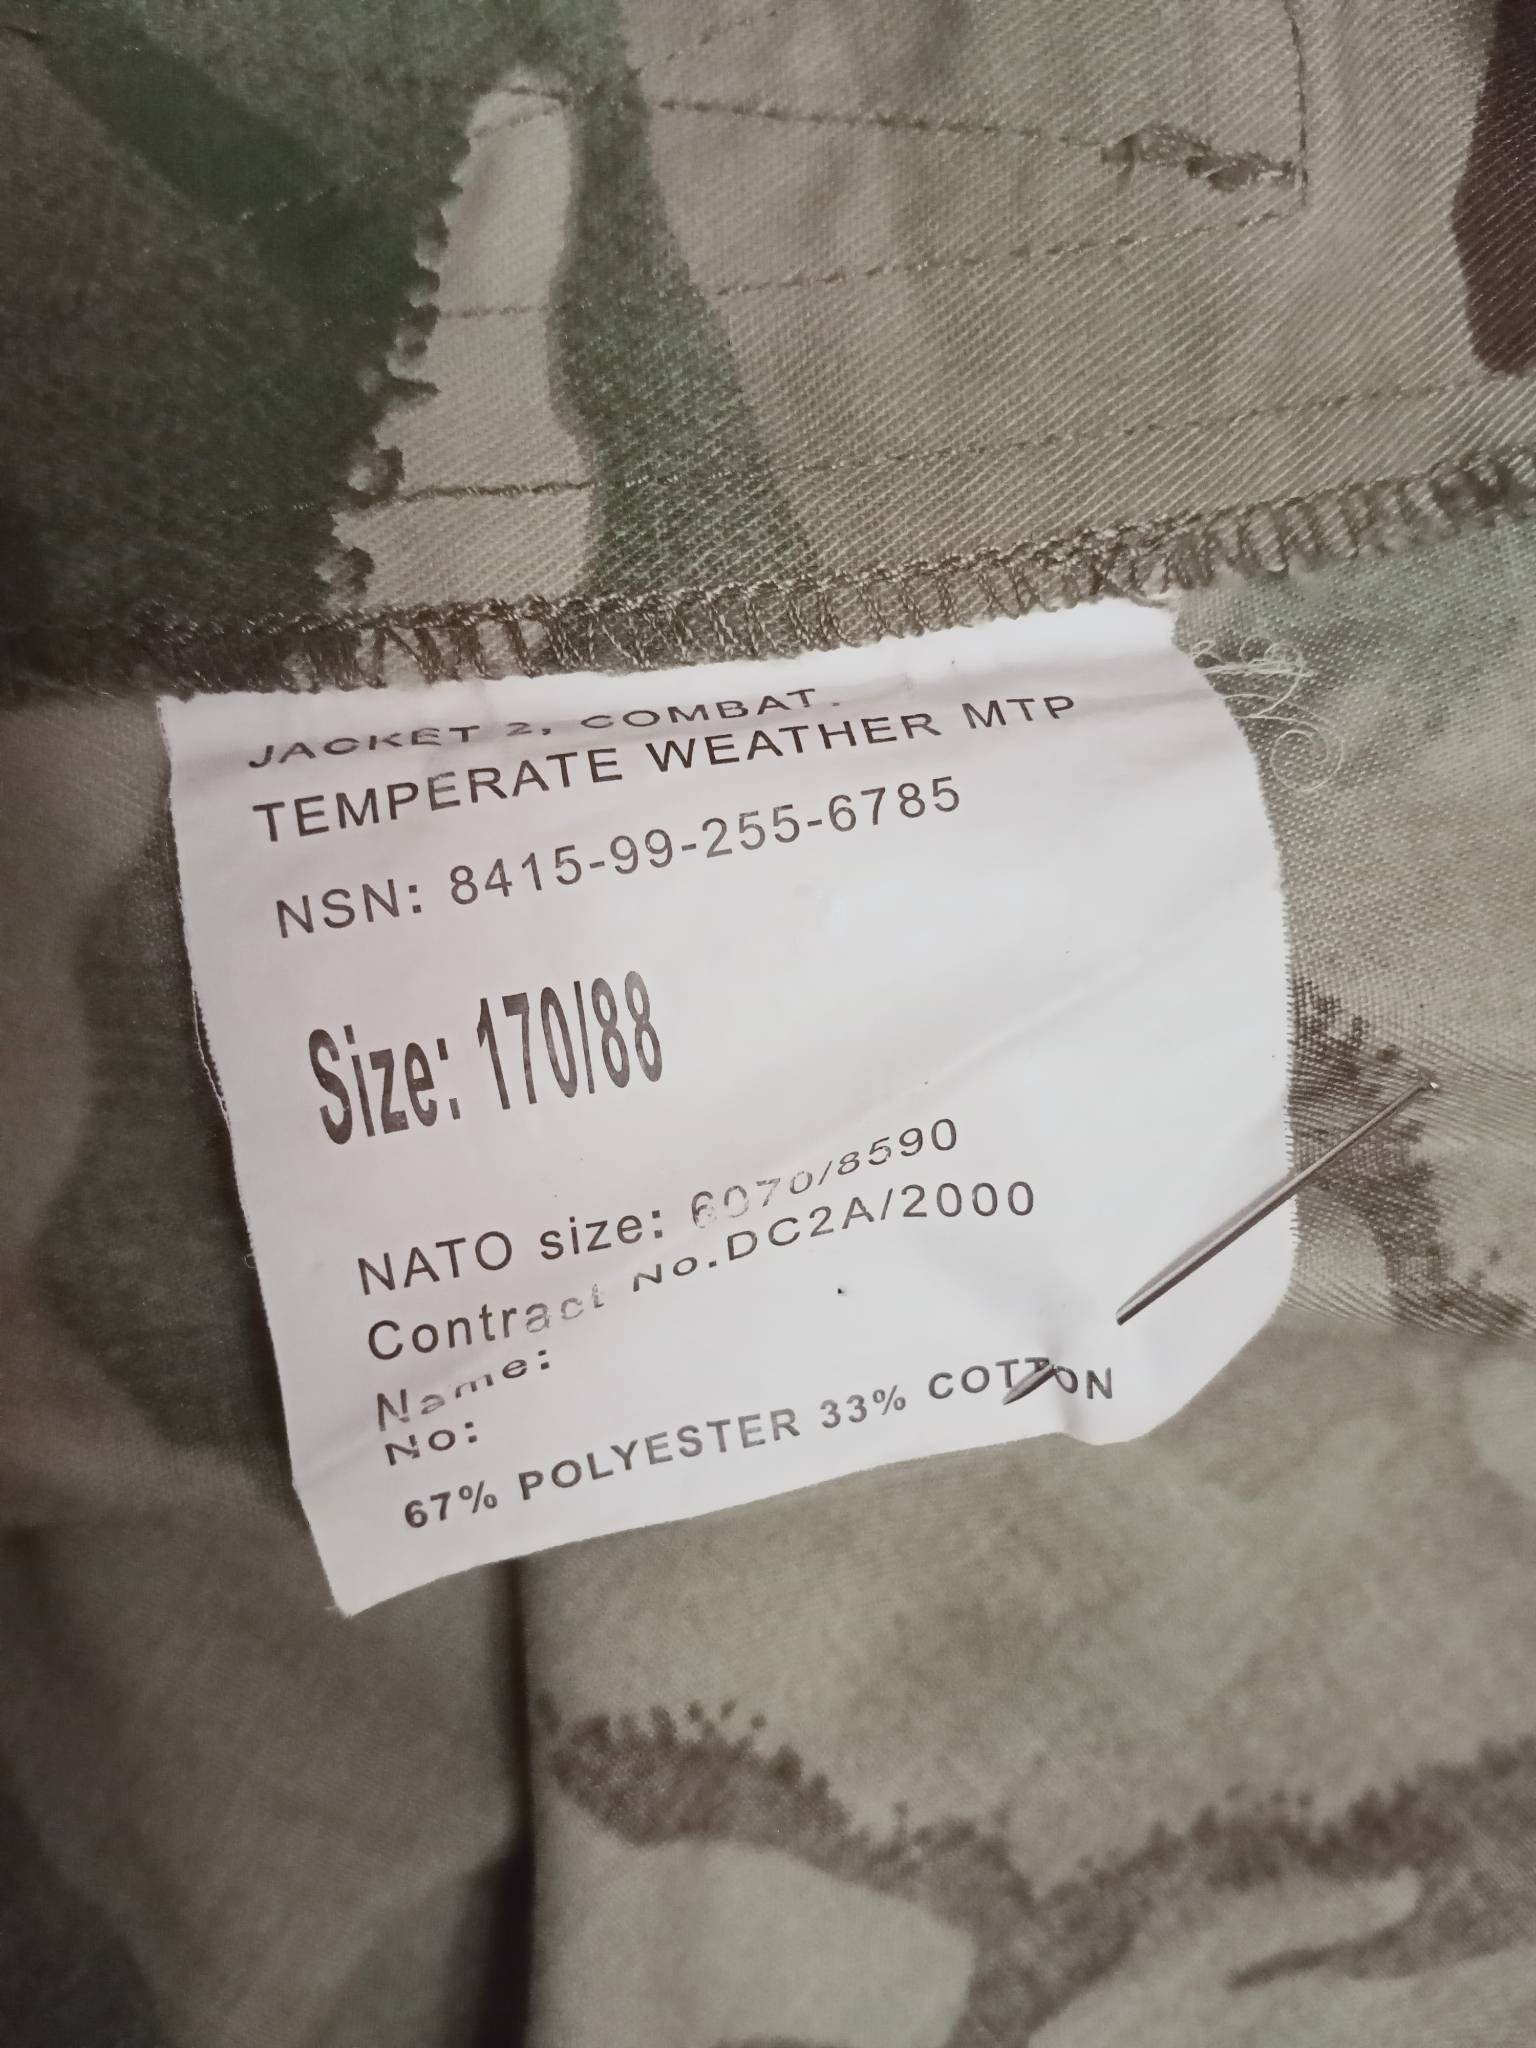 JACKET 2, COMBAT.
TEMPERATE WEATHER MTP
NSN: 8415-99-255-6785
Size: 170/88
NATO size: 6070/8590
Contract No.DC2A/2000
Name:
No:
67% POLYESTER 33% COTTON